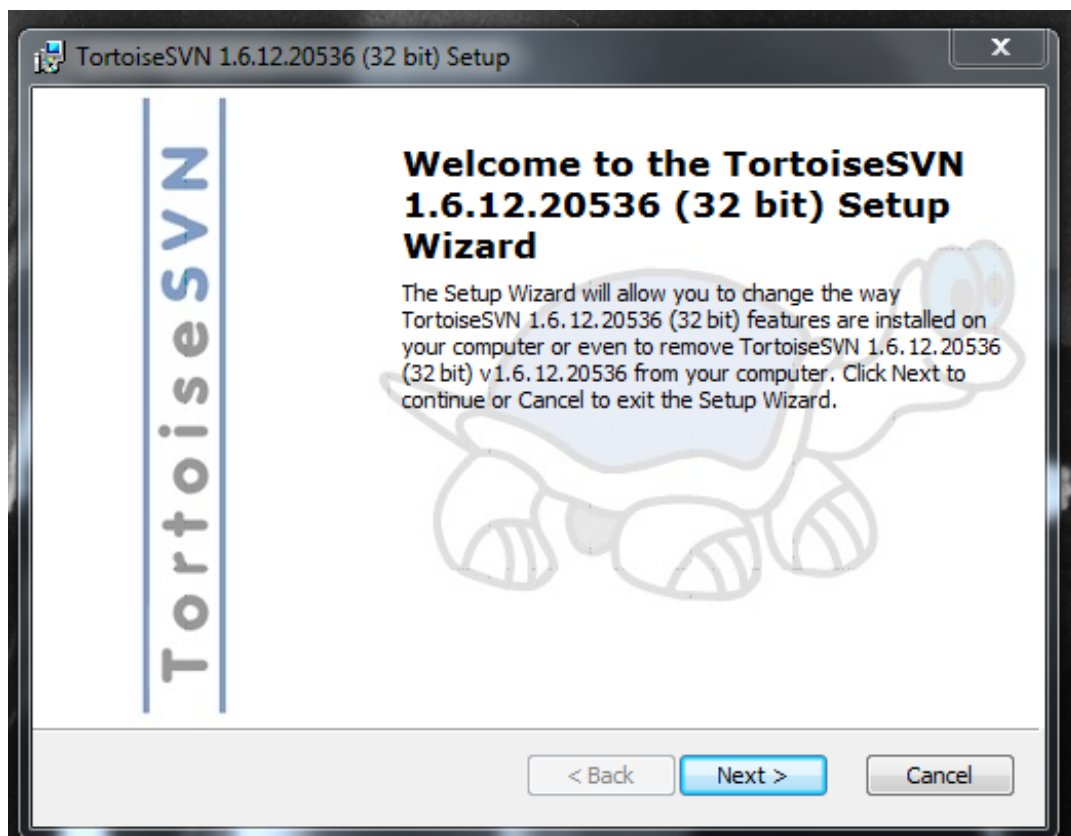 TortoiseSVN 1.6.12.20536 (32 bit) Setup
x
TortoiseSVN
Welcome to the TortoiseSVN
1.6.12.20536 (32 bit) Setup
Wizard
The Setup Wizard will allow you to change the way
TortoiseSVN 1.6.12.20536 (32 bit) features are installed on
your computer or even to remove TortoiseSVN 1.6.12.20536
(32 bit) v1.6.12.20536 from your computer. Click Next to
continue or Cancel to exit the Setup Wizard.
< Back Next > Cancel